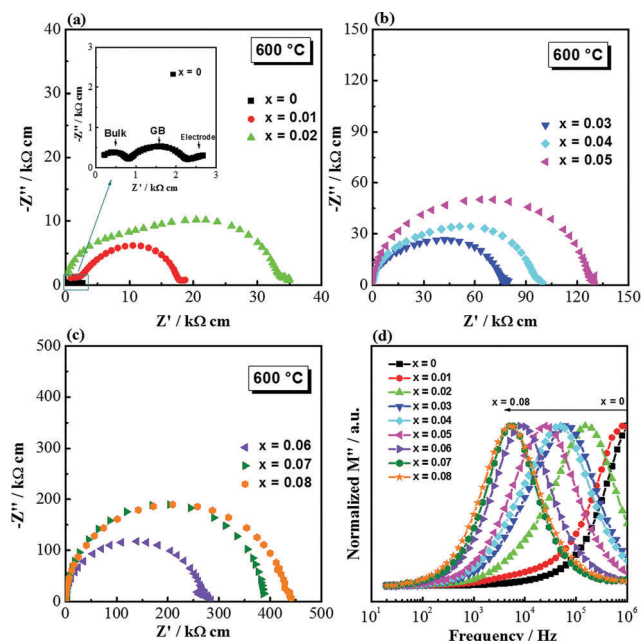 (a)
600 °C
-Z'' / kΩ cm
40
30
20
10
0
0 10 20 30 40
Z' / kΩ cm
x = 0
x = 0.01
x = 0.02
-Z'' / kΩ cm
3
2
1
0
0 1 2 3
Z' / kΩ cm
x = 0
Bulk
GB
Electrode
(b)
600 °C
-Z'' / kΩ cm
150
120
90
60
30
0
0 30 60 90 120 150
Z' / kΩ cm
x = 0.03
x = 0.04
x = 0.05
(c)
600 °C
-Z'' / kΩ cm
500
400
300
200
100
0
0 100 200 300 400 500
Z' / kΩ cm
x = 0.06
x = 0.07
x = 0.08
(d)
Normalized M'' / a.u.
x = 0
x = 0.01
x = 0.02
x = 0.03
x = 0.04
x = 0.05
x = 0.06
x = 0.07
x = 0.08
x = 0.08
x = 0
10¹ 10² 10³ 10⁴ 10⁵ 10⁶
Frequency / Hz